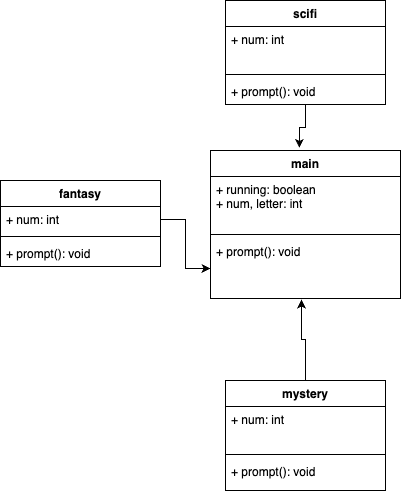 scifi
+ num: int
+ prompt(): void
main
+ running: boolean
+ num, letter: int
+ prompt(): void
fantasy
+ num: int
+ prompt(): void
mystery
+ num: int
+ prompt(): void